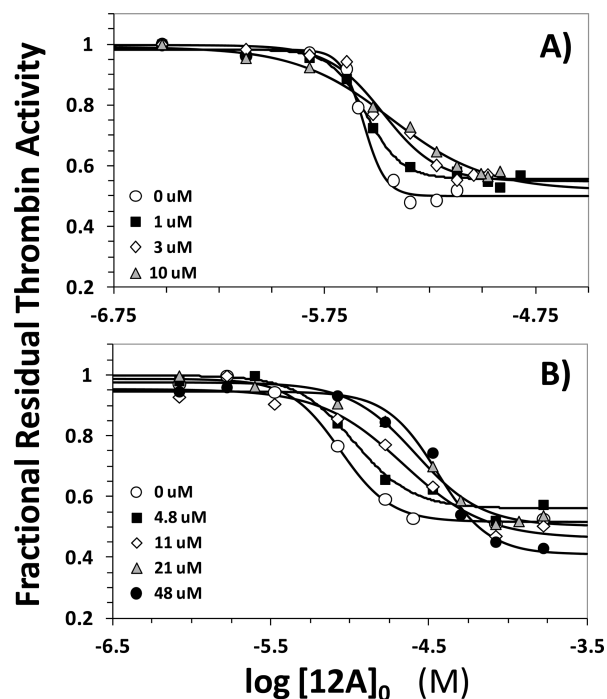 Fractional Residual Thrombin Activity
A)
1
0.8
0.6
0.4
0.2
0 uM
1 uM
3 uM
10 uM
-6.75
-5.75
-4.75
B)
1
0.8
0.6
0.4
0.2
0 uM
4.8 uM
11 uM
21 uM
48 uM
-6.5
-5.5
-4.5
-3.5
log [12A]0 (M)